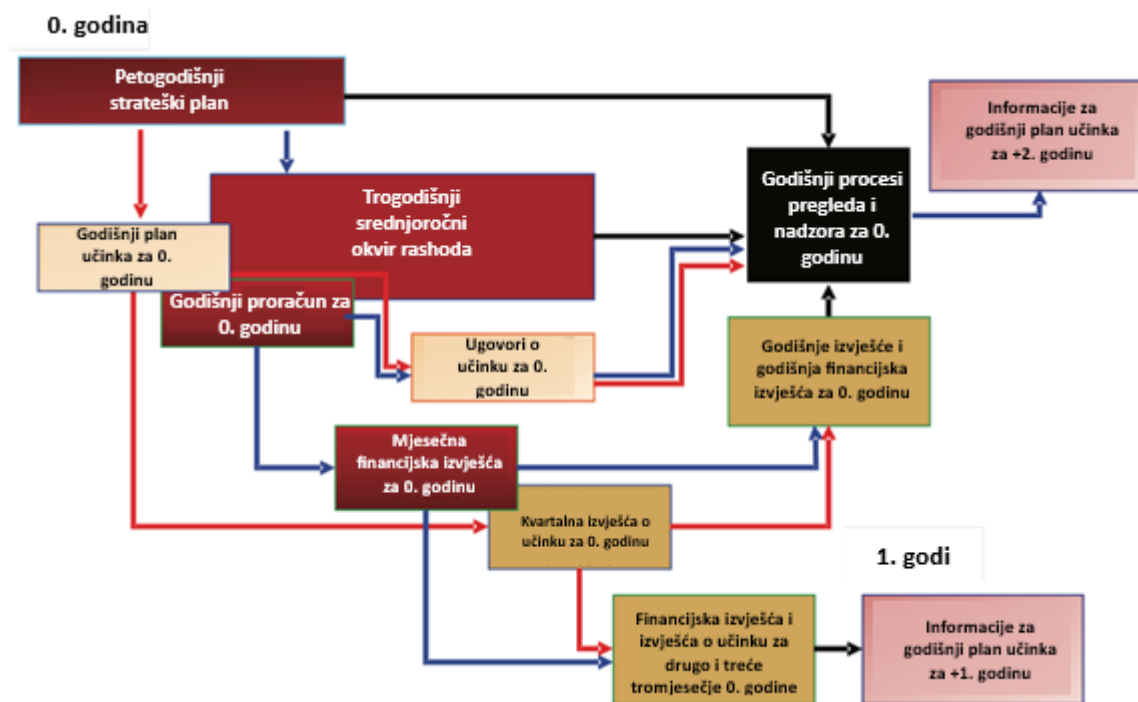 0. godina
Petogodišnji
strateški plan
Informacije za
godišnji plan učinka
za +2. godinu
Godišnji procesi
pregleda i
nadzora za 0.
godinu
Trogodišnji
srednjoročni
okvir rashoda
Godišnji plan
učinka za 0.
godinu
Godišnji proračun za
0. godinu
Ugovori o
učinku za 0.
godinu
Godišnje izvješće i
godišnja financijska
izvješća za 0. godinu
Mjesečna
financijska izvješća
za 0. godinu
Kvartalna izvješća o
učinku za 0. godinu
1. godi
Financijska izvješća i
izvješća o učinku za
drugo i treće
tromjesečje 0. godine
Informacije za
godišnji plan učinka
za +1. godinu